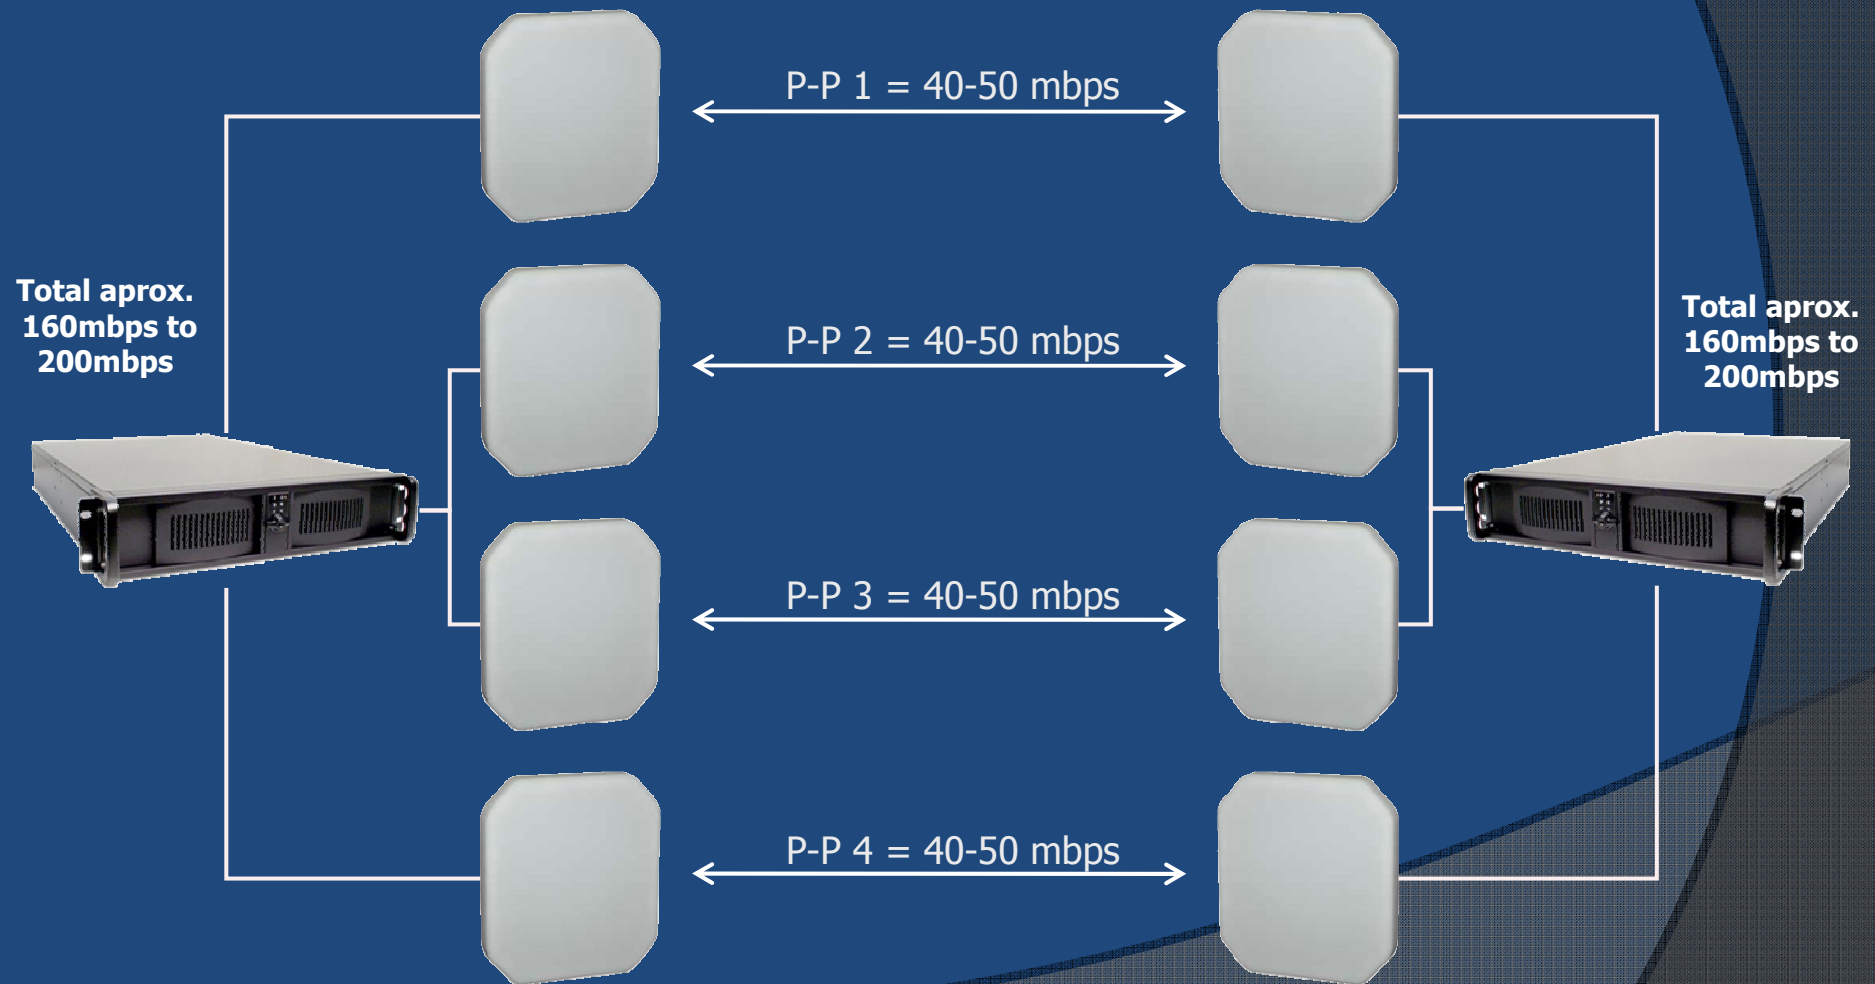 P-P 1 = 40-50 mbps
Total aprox.
160mbps to
200mbps
P-P 2 = 40-50 mbps
Total aprox.
160mbps to
200mbps
P-P 3 = 40-50 mbps
P-P 4 = 40-50 mbps